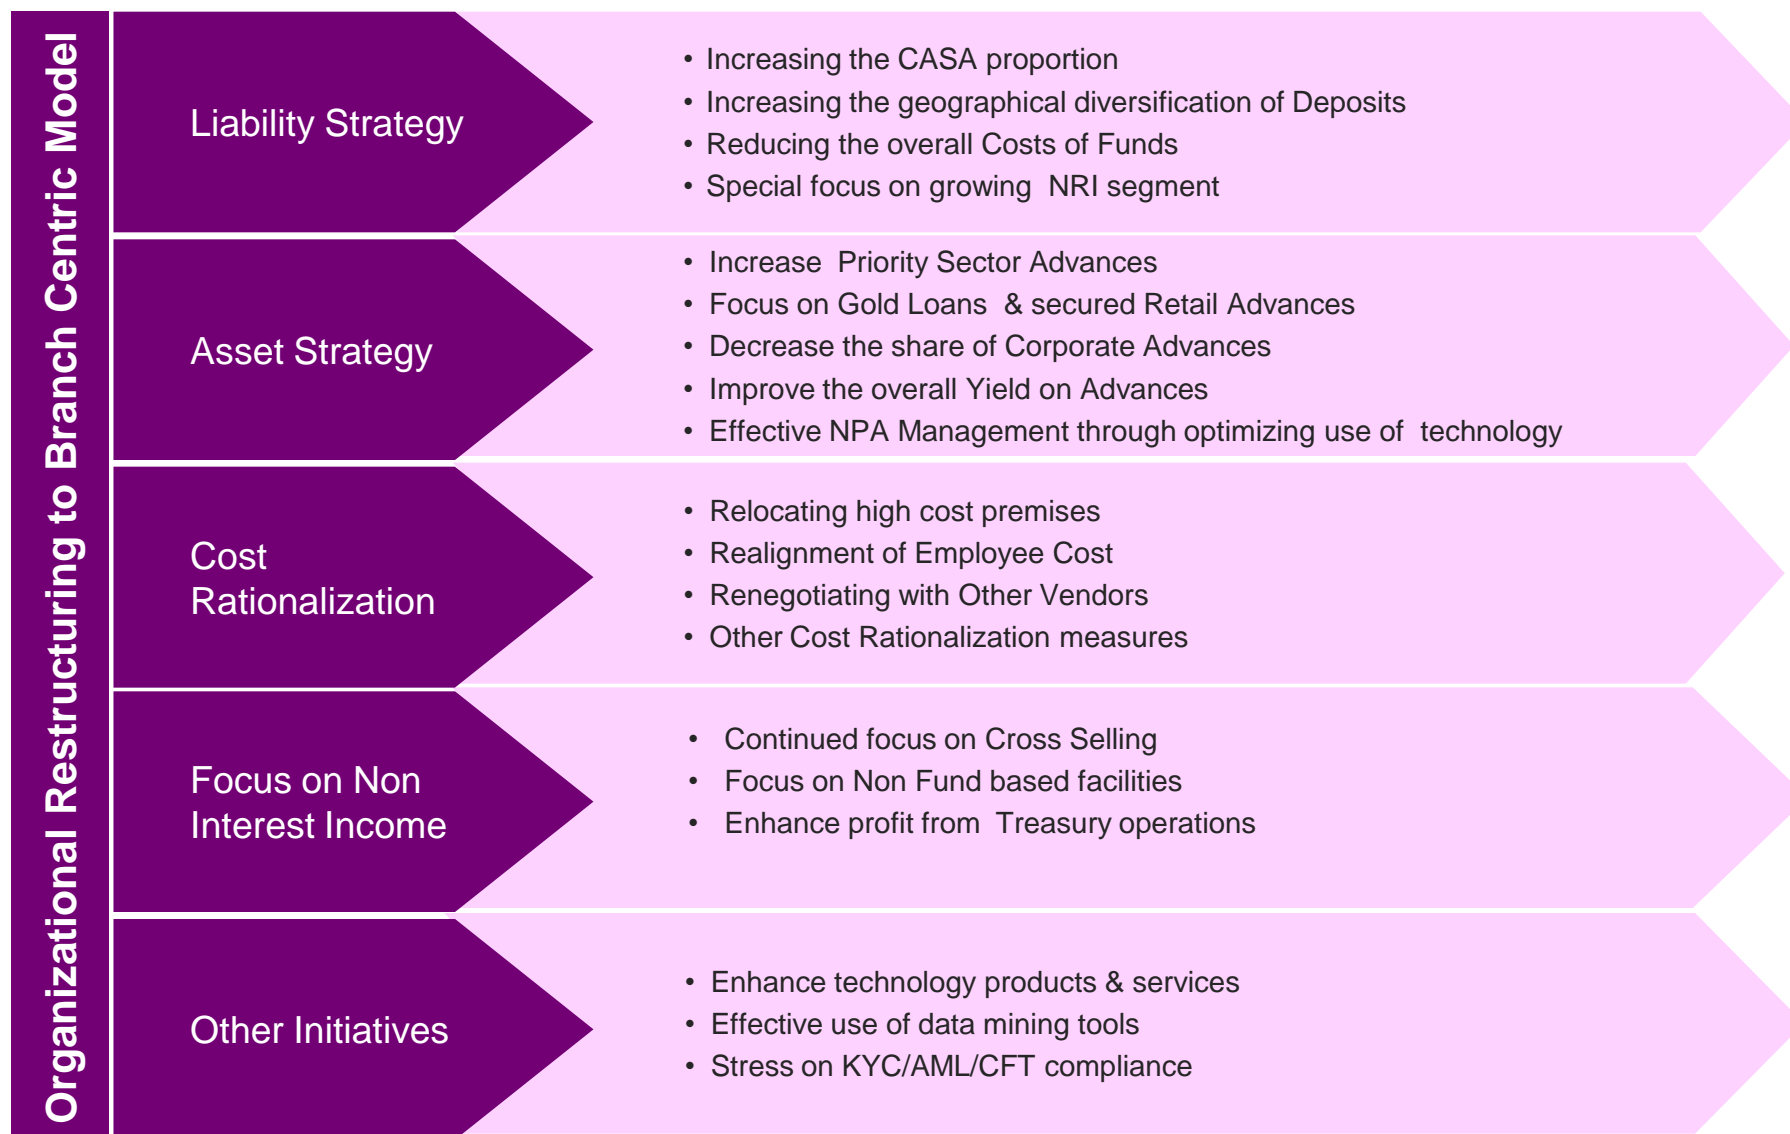 Organizational Restructuring to Branch Centric Model
Liability Strategy
• Increasing the CASA proportion
• Increasing the geographical diversification of Deposits
• Reducing the overall Costs of Funds
• Special focus on growing NRI segment
Asset Strategy
• Increase Priority Sector Advances
• Focus on Gold Loans & secured Retail Advances
• Decrease the share of Corporate Advances
• Improve the overall Yield on Advances
• Effective NPA Management through optimizing use of technology
Cost
Rationalization
• Relocating high cost premises
• Realignment of Employee Cost
• Renegotiating with Other Vendors
• Other Cost Rationalization measures
Focus on Non
Interest Income
• Continued focus on Cross Selling
• Focus on Non Fund based facilities
• Enhance profit from Treasury operations
Other Initiatives
• Enhance technology products & services
• Effective use of data mining tools
• Stress on KYC/AML/CFT compliance